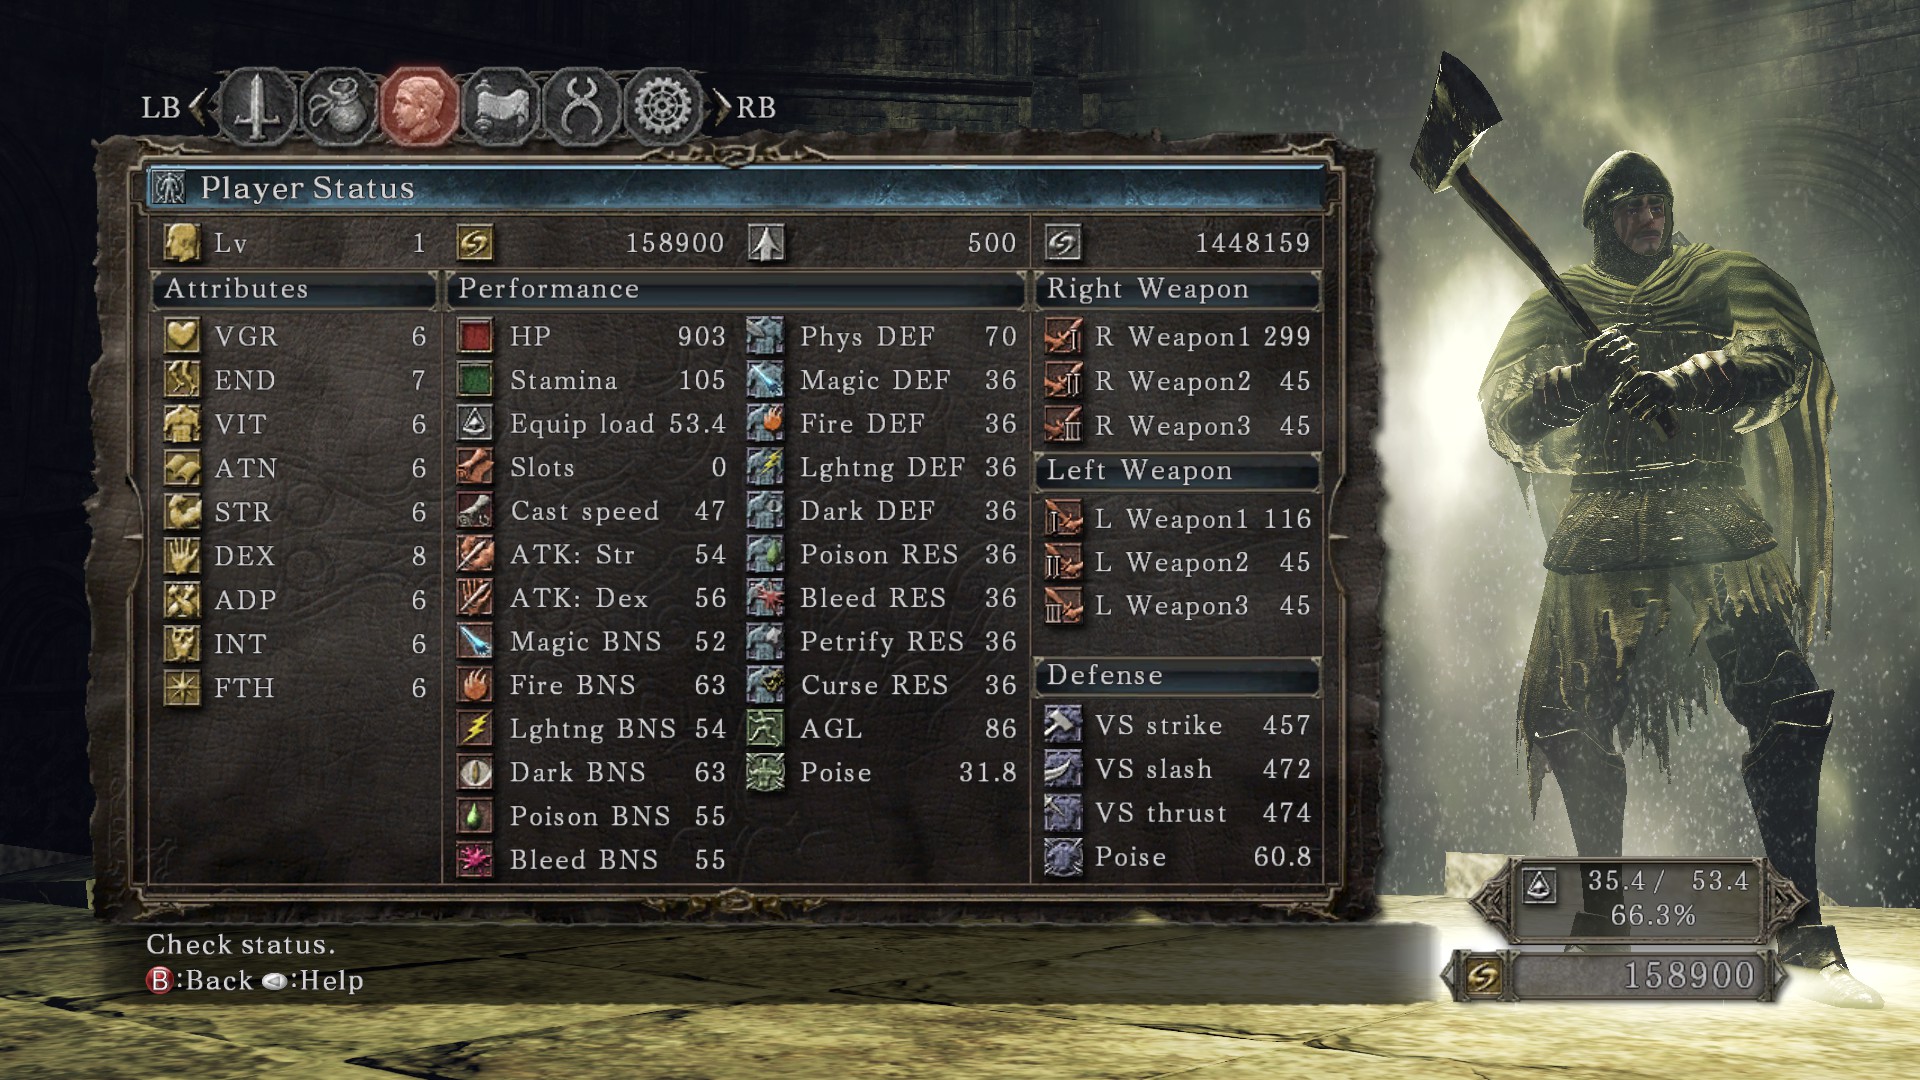 LB RB
Player Status
Lv 1 158900 500 1448159
Attributes
VGR 6
END 7
VIT 6
ATN 6
STR 6
DEX 8
ADP 6
INT 6
FTH 6
Performance
HP 903
Stamina 105
Equip load 53.4
Slots 0
Cast speed 47
ATK: Str 54
ATK: Dex 56
Magic BNS 52
Fire BNS 63
Lghtng BNS 54
Dark BNS 63
Poison BNS 55
Bleed BNS 55
Phys DEF 70
Magic DEF 36
Fire DEF 36
Lghtng DEF 36
Dark DEF 36
Poison RES 36
Bleed RES 36
Petrify RES 36
Curse RES 36
AGL 86
Poise 31.8
Right Weapon
I R Weapon1 299
II R Weapon2 45
III R Weapon3 45
Left Weapon
I L Weapon1 116
II L Weapon2 45
III L Weapon3 45
Defense
VS strike 457
VS slash 472
VS thrust 474
Poise 60.8
35.4/ 53.4
66.3%
158900
Check status.
B:Back :Help